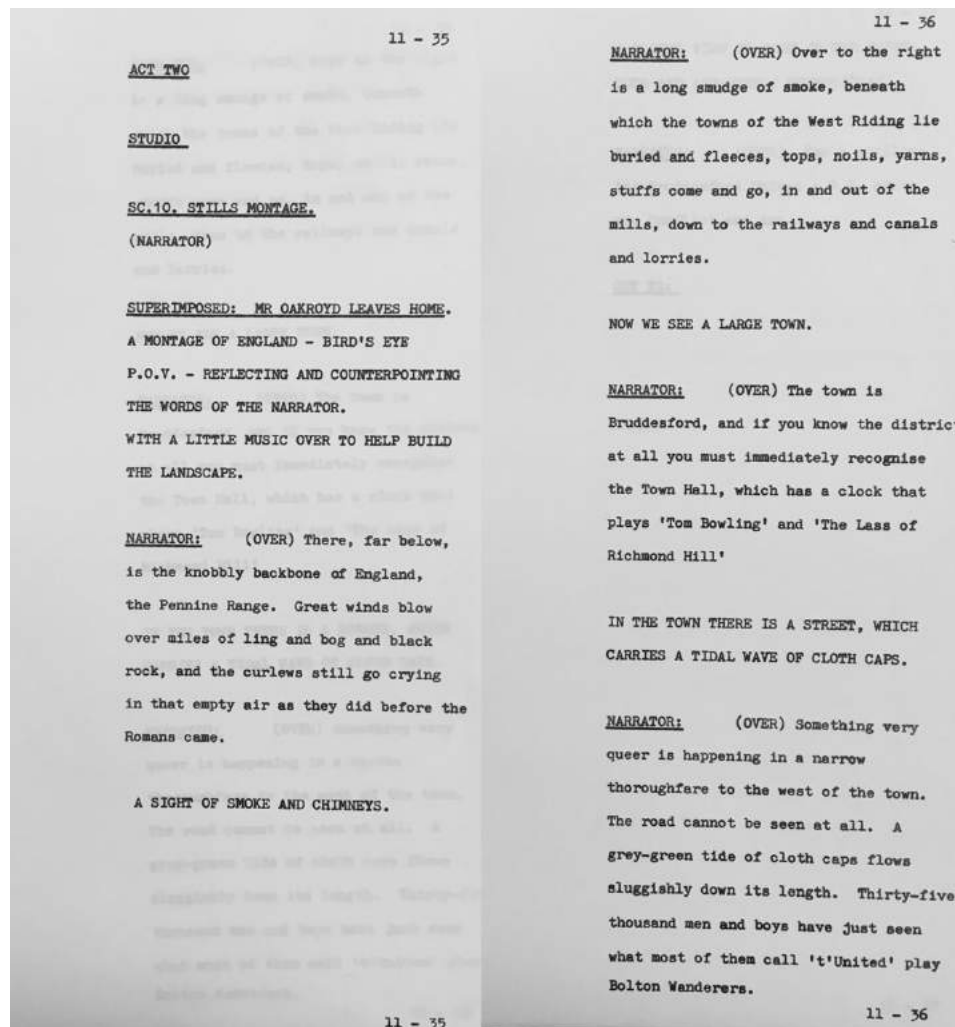 11 - 35
ACT TWO
STUDIO
SC.10. STILLS MONTAGE.
(NARRATOR)
SUPERIMPOSED: MR OAKROYD LEAVES HOME.
A MONTAGE OF ENGLAND - BIRD'S EYE
P.O.V. - REFLECTING AND COUNTERPOINTING
THE WORDS OF THE NARRATOR.
WITH A LITTLE MUSIC OVER TO HELP BUILD
THE LANDSCAPE.
NARRATOR: (OVER) There, far below,
is the knobbly backbone of England,
the Pennine Range. Great winds blow
over miles of ling and bog and black
rock, and the curlews still go crying
in that empty air as they did before the
Romans came.
A SIGHT OF SMOKE AND CHIMNEYS.
11 - 35
11 - 36
NARRATOR: (OVER) Over to the right
is a long smudge of smoke, beneath
which the towns of the West Riding lie
buried and fleeces, tops, noils, yarns,
stuffs come and go, in and out of the
mills, down to the railways and canals
and lorries.
NOW WE SEE A LARGE TOWN.
NARRATOR: (OVER) The town is
Bruddesford, and if you know the distric
at all you must immediately recognise
the Town Hall, which has a clock that
plays 'Tom Bowling' and 'The Lass of
Richmond Hill'
IN THE TOWN THERE IS A STREET, WHICH
CARRIES A TIDAL WAVE OF CLOTH CAPS.
NARRATOR: (OVER) Something very
queer is happening in a narrow
thoroughfare to the west of the town.
The road cannot be seen at all. A
grey-green tide of cloth caps flows
sluggishly down its length. Thirty-five
thousand men and boys have just seen
what most of them call 't'United' play
Bolton Wanderers.
11 - 36